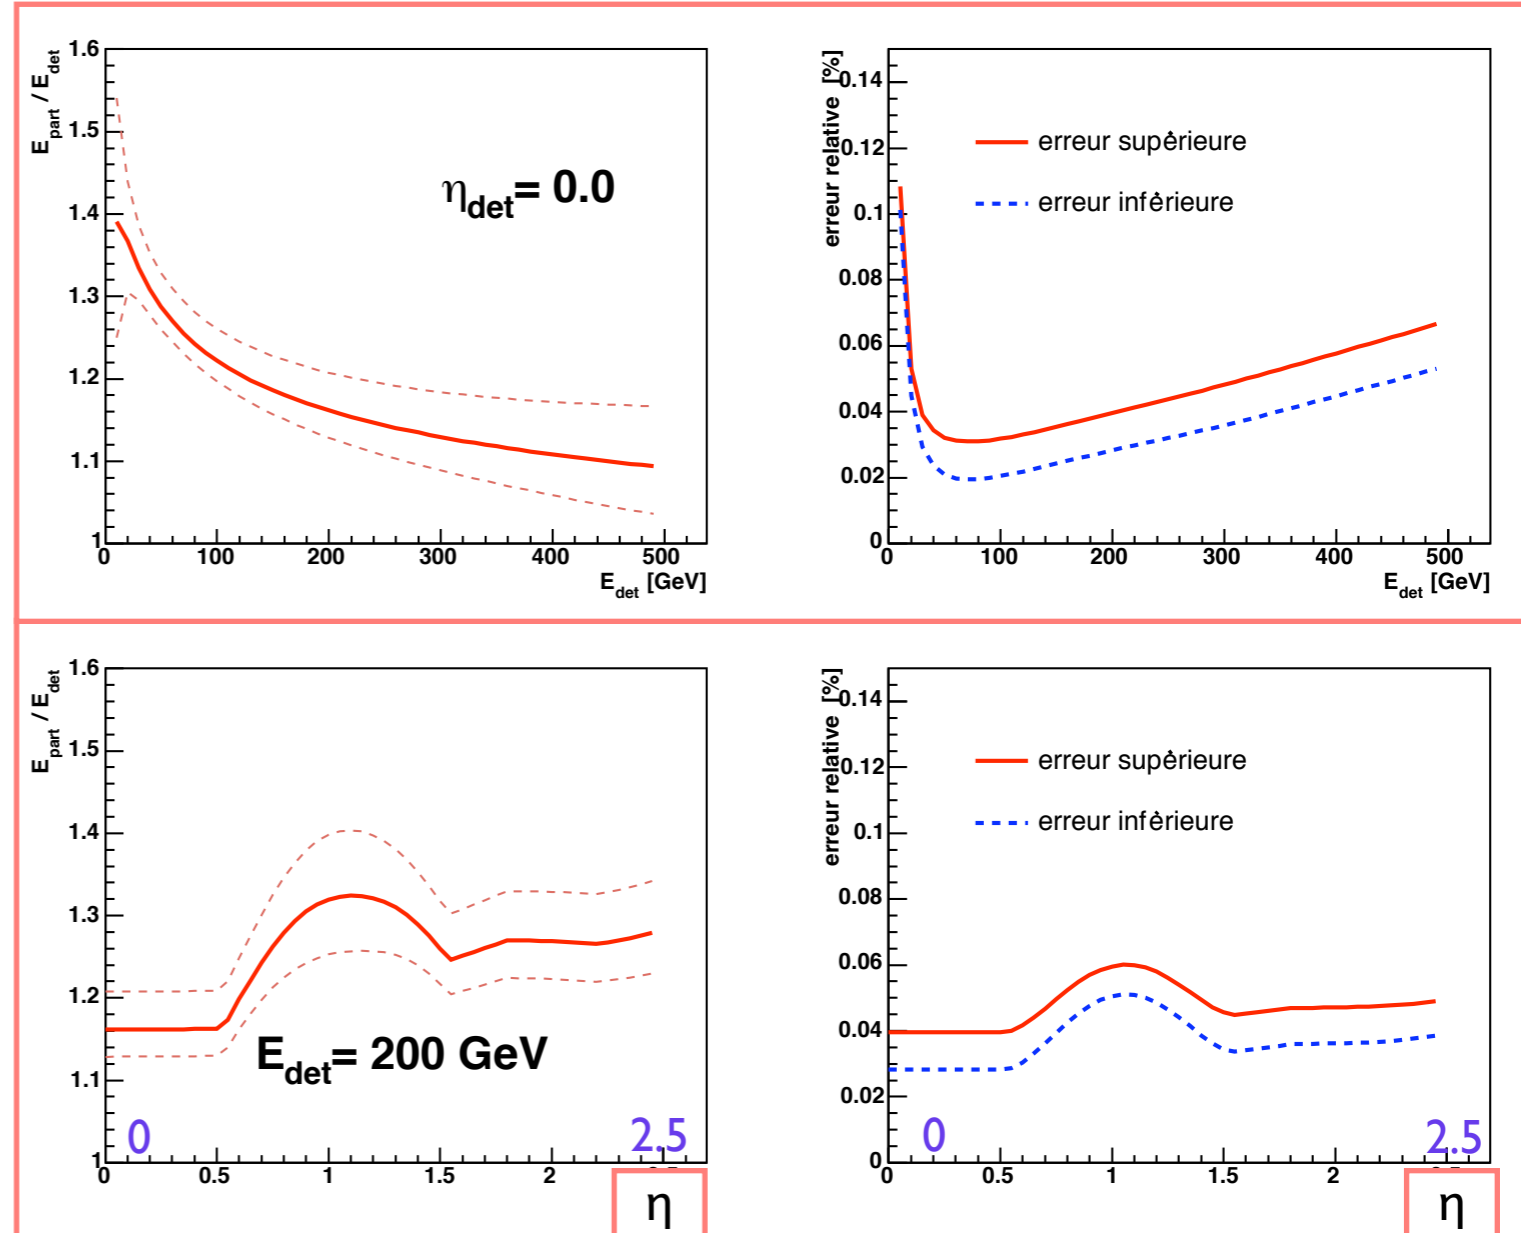 E_part / E_det
1.6
1.5
1.4
1.3
1.2
1.1
1
η_det= 0.0
0 100 200 300 400 500
E_det [GeV]
erreur relative [%]
0.14
0.12
0.1
0.08
0.06
0.04
0.02
0
erreur supérieure
erreur inférieure
0 100 200 300 400 500
E_det [GeV]
E_part / E_det
1.6
1.5
1.4
1.3
1.2
1.1
1
E_det= 200 GeV
0 2.5
0 0.5 1 1.5 2
η
erreur relative [%]
0.14
0.12
0.1
0.08
0.06
0.04
0.02
0
erreur supérieure
erreur inférieure
0 2.5
0 0.5 1 1.5 2
η